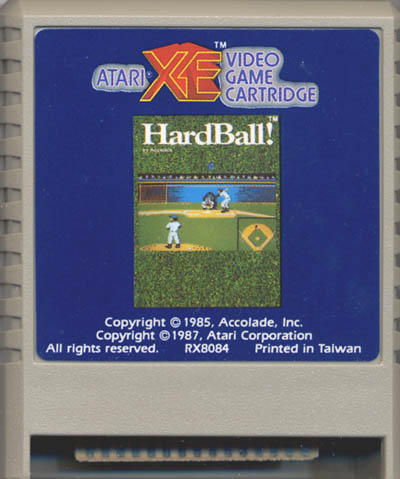 ATARI® XE™ VIDEO
GAME
CARTRIDGE
HardBall!™
by Accolade
Copyright © 1985, Accolade, Inc.
Copyright © 1987, Atari Corporation
All rights reserved. RX8084 Printed in Taiwan